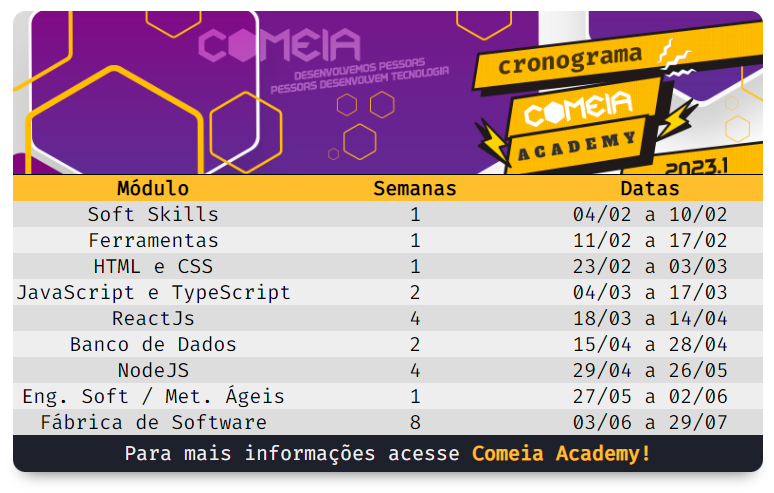 COMEIA
DESENVOLVEMOS PESSOAS
PESSOAS DESENVOLVEM TECNOLOGIA
cronograma
COMEIA
ACADEMY
2023.1
Módulo Semanas Datas
Soft Skills 1 04/02 a 10/02
Ferramentas 1 11/02 a 17/02
HTML e CSS 1 23/02 a 03/03
JavaScript e TypeScript 2 04/03 a 17/03
ReactJs 4 18/03 a 14/04
Banco de Dados 2 15/04 a 28/04
NodeJS 4 29/04 a 26/05
Eng. Soft / Met. Ágeis 1 27/05 a 02/06
Fábrica de Software 8 03/06 a 29/07
Para mais informações acesse Comeia Academy!